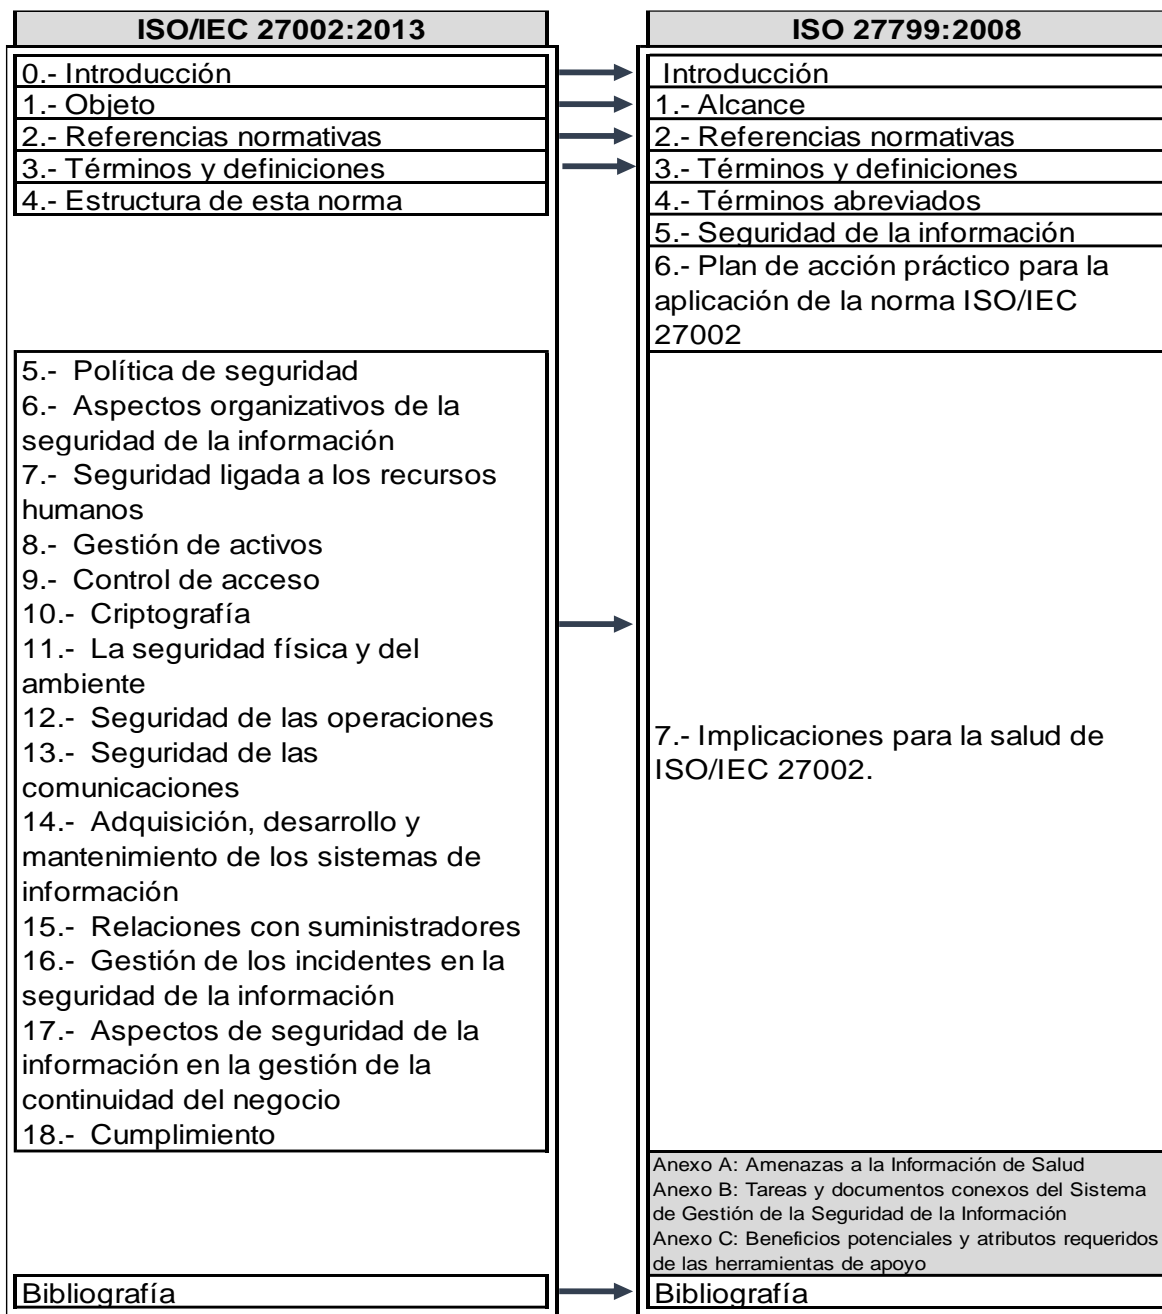 ISO/IEC 27002:2013
0.- Introducción
1.- Objeto
2.- Referencias normativas
3.- Términos y definiciones
4.- Estructura de esta norma
5.- Política de seguridad
6.- Aspectos organizativos de la
seguridad de la información
7.- Seguridad ligada a los recursos
humanos
8.- Gestión de activos
9.- Control de acceso
10.- Criptografía
11.- La seguridad física y del
ambiente
12.- Seguridad de las operaciones
13.- Seguridad de las
comunicaciones
14.- Adquisición, desarrollo y
mantenimiento de los sistemas de
información
15.- Relaciones con suministradores
16.- Gestión de los incidentes en la
seguridad de la información
17.- Aspectos de seguridad de la
información en la gestión de la
continuidad del negocio
18.- Cumplimiento
Bibliografía
ISO 27799:2008
Introducción
1.- Alcance
2.- Referencias normativas
3.- Términos y definiciones
4.- Términos abreviados
5.- Seguridad de la información
6.- Plan de acción práctico para la
aplicación de la norma ISO/IEC
27002
7.- Implicaciones para la salud de
ISO/IEC 27002.
Anexo A: Amenazas a la Información de Salud
Anexo B: Tareas y documentos conexos del Sistema
de Gestión de la Seguridad de la Información
Anexo C: Beneficios potenciales y atributos requeridos
de las herramientas de apoyo
Bibliografía